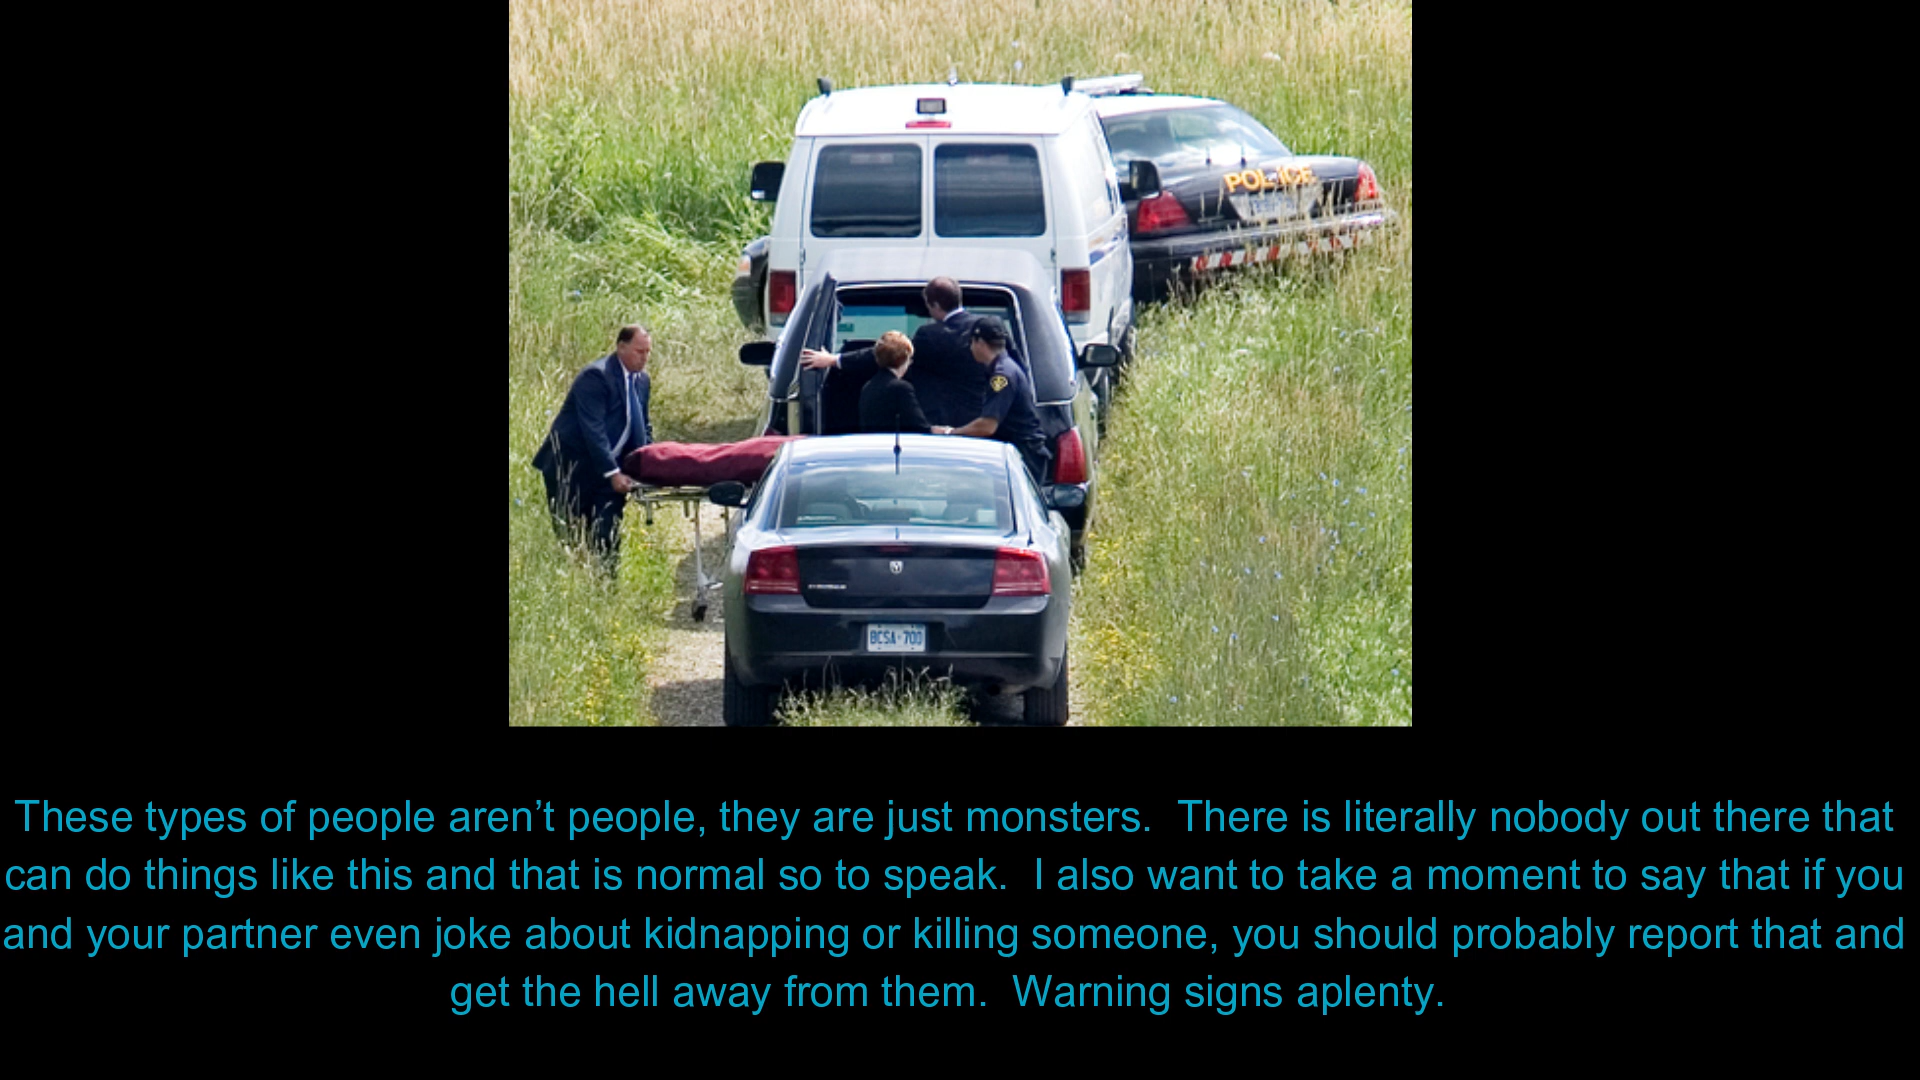 POLICE
BCSA·700
These types of people aren’t people, they are just monsters.  There is literally nobody out there that
can do things like this and that is normal so to speak.  I also want to take a moment to say that if you
and your partner even joke about kidnapping or killing someone, you should probably report that and
get the hell away from them.  Warning signs aplenty.